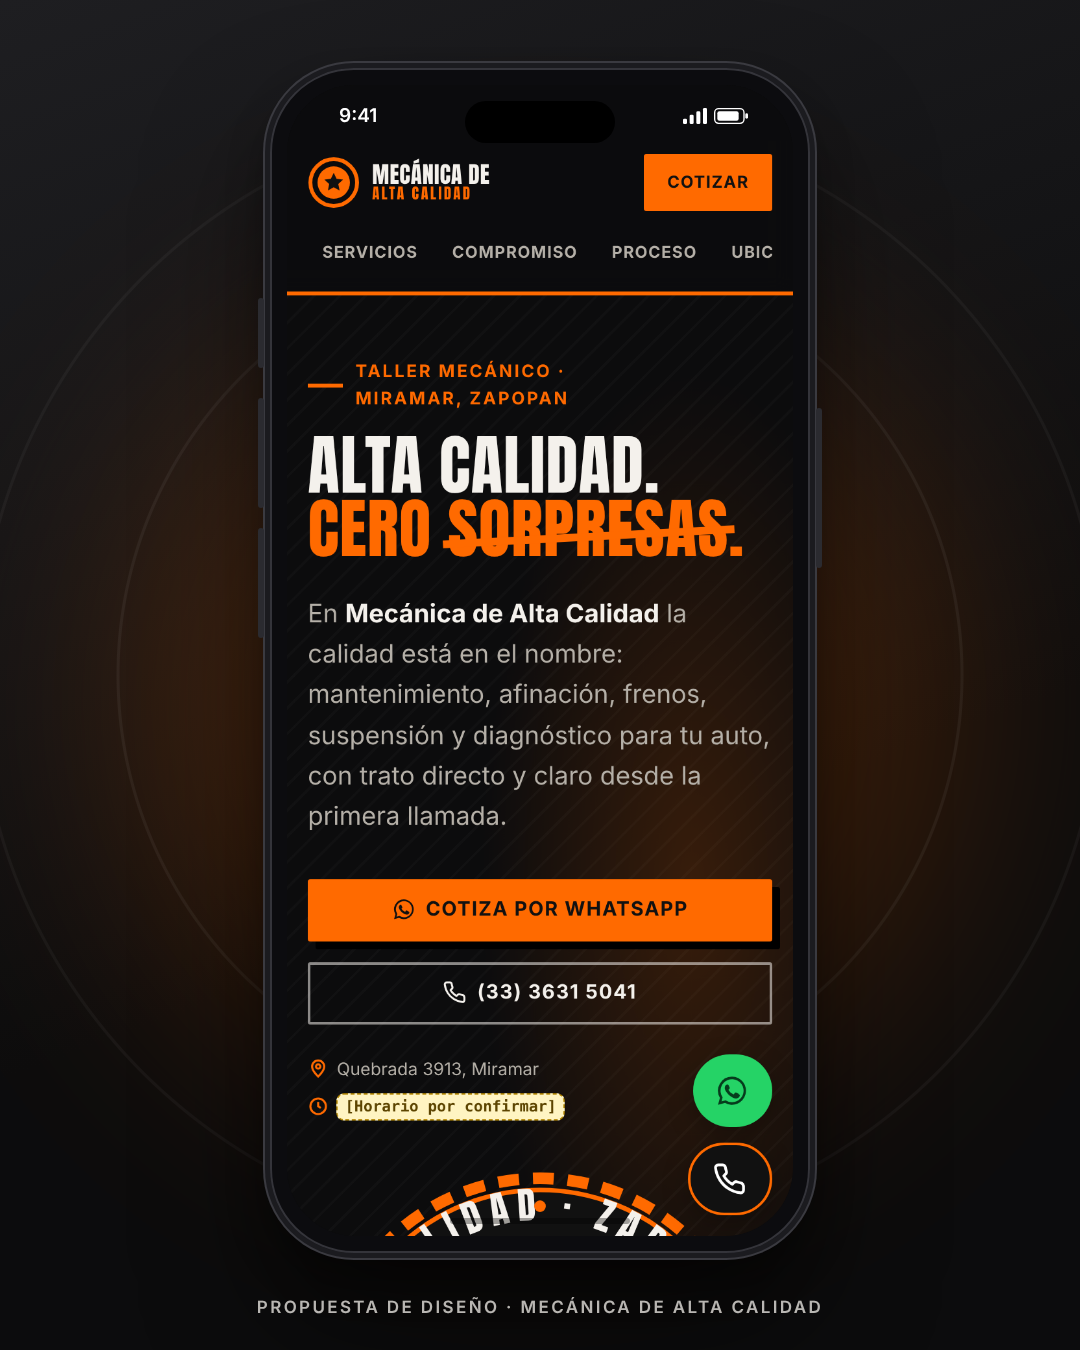 9:41
MECÁNICA DE
ALTA CALIDAD
COTIZAR
SERVICIOS COMPROMISO PROCESO UBIC
TALLER MECÁNICO ·
MIRAMAR, ZAPOPAN
ALTA CALIDAD.
CERO SORPRESAS.
En Mecánica de Alta Calidad la
calidad está en el nombre:
mantenimiento, afinación, frenos,
suspensión y diagnóstico para tu auto,
con trato directo y claro desde la
primera llamada.
COTIZA POR WHATSAPP
(33) 3631 5041
Quebrada 3913, Miramar
[Horario por confirmar]
LIDAD · ZAP
PROPUESTA DE DISEÑO · MECÁNICA DE ALTA CALIDAD